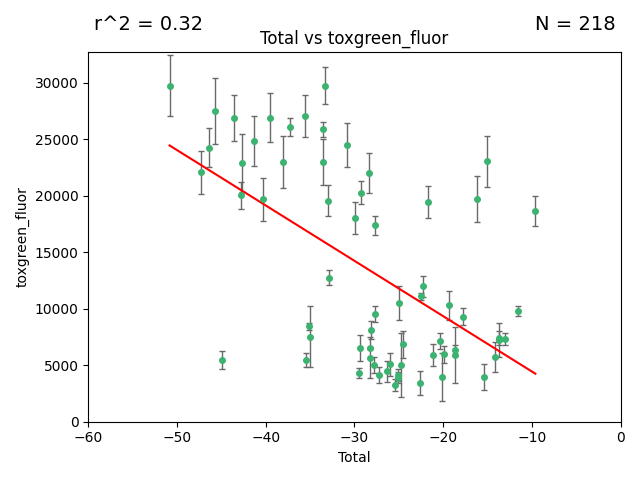 r^2 = 0.32
N = 218
Total vs toxgreen_fluor
30000
25000
20000
15000
10000
5000
0
toxgreen_fluor
−60
−50
−40
−30
−20
−10
0
Total